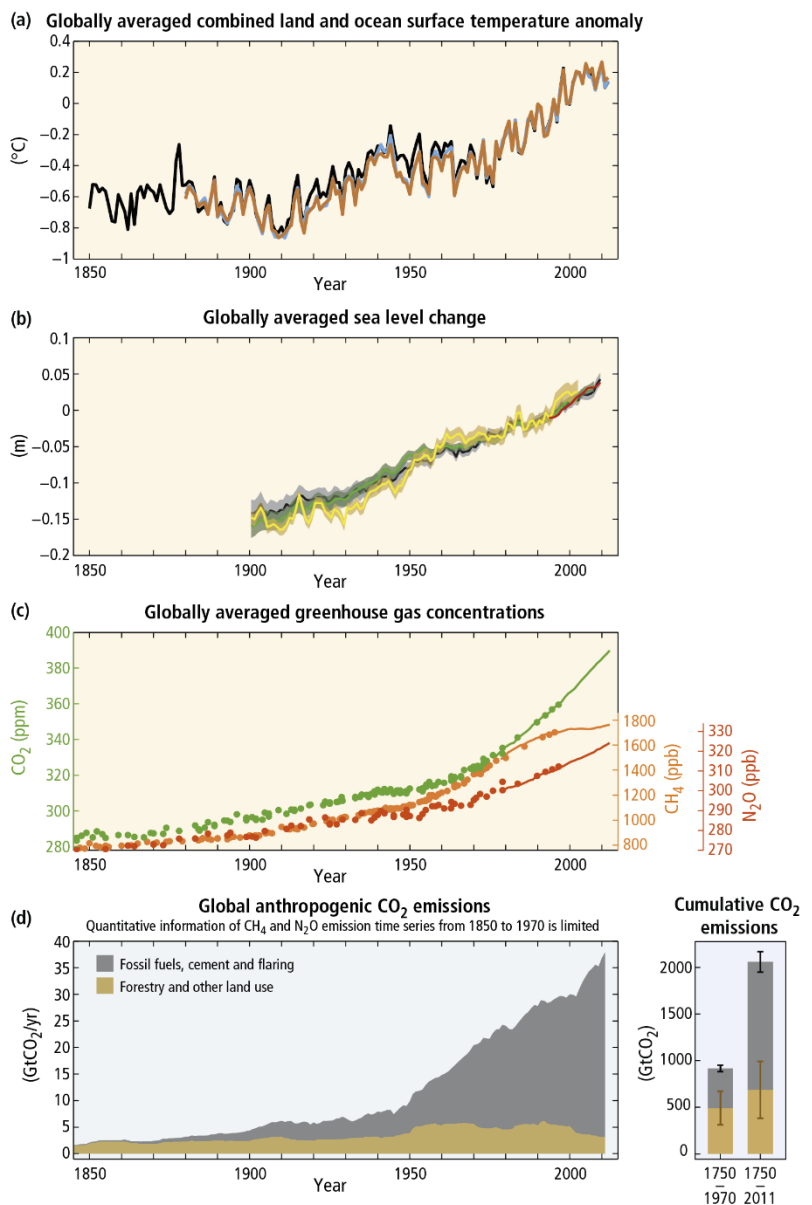 (a) Globally averaged combined land and ocean surface temperature anomaly
0.4
0.2
0
−0.2
−0.4
−0.6
−0.8
−1
(°C)
1850 1900 1950 2000
Year
(b) Globally averaged sea level change
0.1
0.05
0
−0.05
−0.1
−0.15
−0.2
(m)
1850 1900 1950 2000
Year
(c) Globally averaged greenhouse gas concentrations
400
380
360
340
320
300
280
CO₂ (ppm)
1800
1600
1400
1200
1000
800
CH₄ (ppb)
330
320
310
300
290
280
270
N₂O (ppb)
1850 1900 1950 2000
Year
(d) Global anthropogenic CO₂ emissions
Quantitative information of CH₄ and N₂O emission time series from 1850 to 1970 is limited
40
35
30
25
20
15
10
5
0
(GtCO₂/yr)
Fossil fuels, cement and flaring
Forestry and other land use
1850 1900 1950 2000
Year
Cumulative CO₂
emissions
2000
1500
1000
500
0
(GtCO₂)
1750 1750
– –
1970 2011